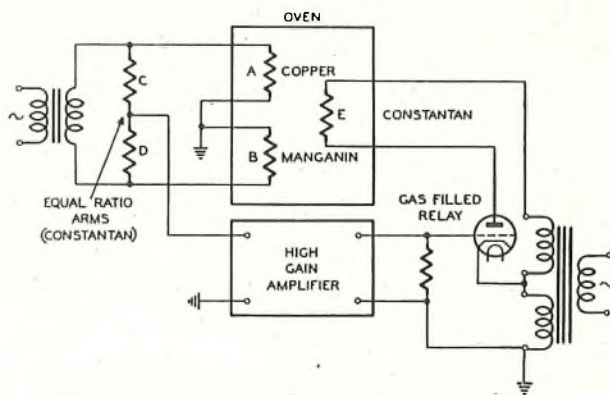 OVEN
C
A
COPPER
E
CONSTANTAN
D
B
MANGANIN
EQUAL RATIO
ARMS
(CONSTANTAN)
GAS FILLED
RELAY
HIGH
GAIN
AMPLIFIER